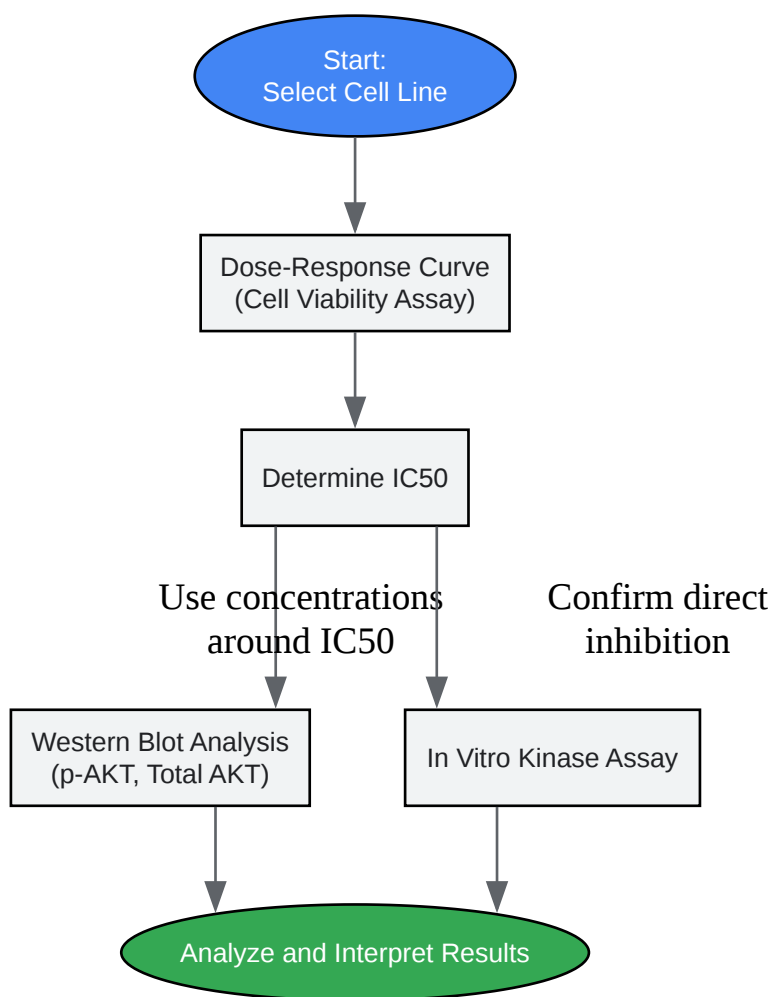 Start:
Select Cell Line
Dose-Response Curve
(Cell Viability Assay)
Determine IC50
Use concentrations
around IC50
Confirm direct
inhibition
Western Blot Analysis
(p-AKT, Total AKT)
In Vitro Kinase Assay
Analyze and Interpret Results